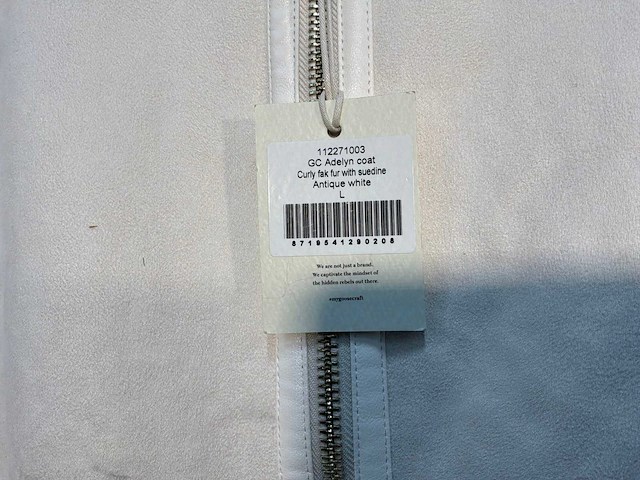 112271003
GC Adelyn coat
Curly fak fur with suedine
Antique white
L
8719541290208
We are not just a brand,
We captivate the mindset of
the hidden rebels out there.